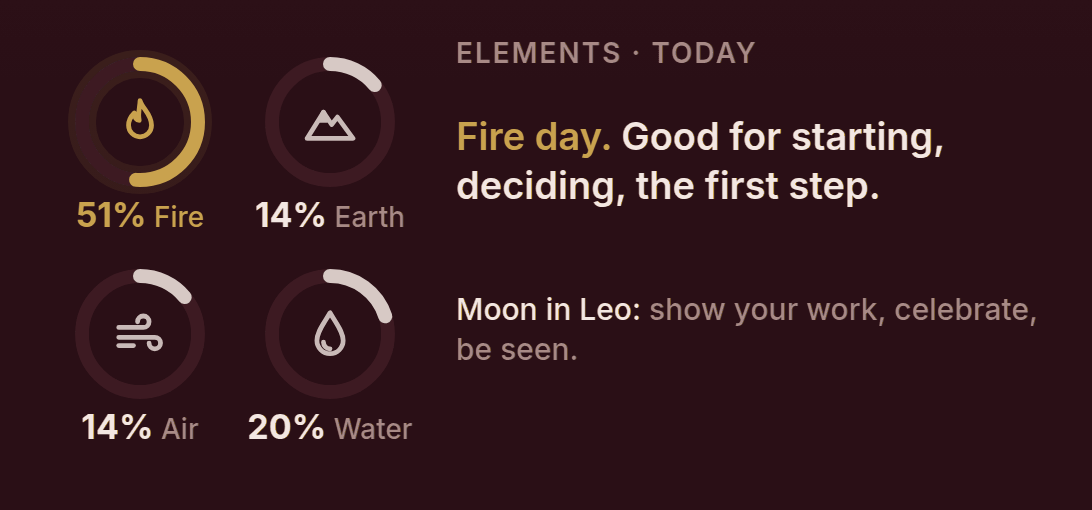 ELEMENTS · TODAY
Fire day. Good for starting,
deciding, the first step.
51% Fire
14% Earth
Moon in Leo: show your work, celebrate,
be seen.
14% Air
20% Water